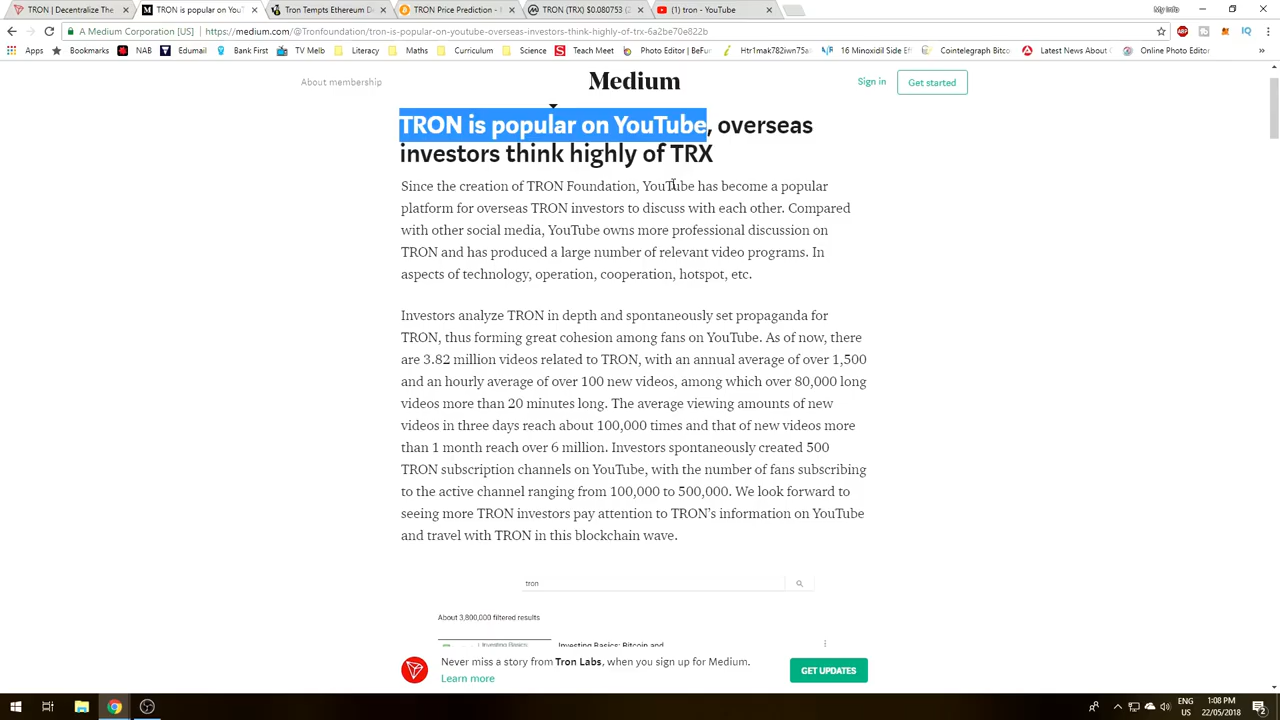 TRON | Decentralize The
TRON is popular on YouT
Tron Tempts Ethereum D
TRON Price Prediction -
TRON (TRX) $0.080753 (2
(1) tron - YouTube
My Info
A Medium Corporation [US] | https://medium.com/@Tronfoundation/tron-is-popular-on-youtube-overseas-investors-think-highly-of-trx-6a2be70e822b
Apps Bookmarks NAB Edumail Bank First TV Melb Literacy Maths Curriculum Science Teach Meet Photo Editor | BeFun Htr1mak782iwn75a 16 Minoxidil Side Eff Cointelegraph Bitco Latest News About C Online Photo Editor
About membership
Medium
Sign in
Get started
TRON is popular on YouTube, overseas
investors think highly of TRX
Since the creation of TRON Foundation, YouTube has become a popular
platform for overseas TRON investors to discuss with each other. Compared
with other social media, YouTube owns more professional discussion on
TRON and has produced a large number of relevant video programs. In
aspects of technology, operation, cooperation, hotspot, etc.
Investors analyze TRON in depth and spontaneously set propaganda for
TRON, thus forming great cohesion among fans on YouTube. As of now, there
are 3.82 million videos related to TRON, with an annual average of over 1,500
and an hourly average of over 100 new videos, among which over 80,000 long
videos more than 20 minutes long. The average viewing amounts of new
videos in three days reach about 100,000 times and that of new videos more
than 1 month reach over 6 million. Investors spontaneously created 500
TRON subscription channels on YouTube, with the number of fans subscribing
to the active channel ranging from 100,000 to 500,000. We look forward to
seeing more TRON investors pay attention to TRON's information on YouTube
and travel with TRON in this blockchain wave.
tron
About 3,800,000 filtered results
Investing Basics: Bitcoin and
Never miss a story from Tron Labs, when you sign up for Medium.
Learn more
GET UPDATES
ENG
US
1:08 PM
22/05/2018
2